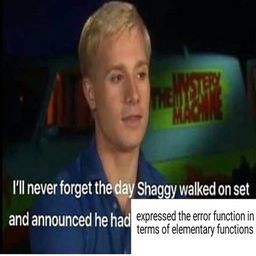 THE MYSTERY
MACHINE
I'll never forget the day Shaggy walked on set
and announced he had expressed the error function in
terms of elementary functions